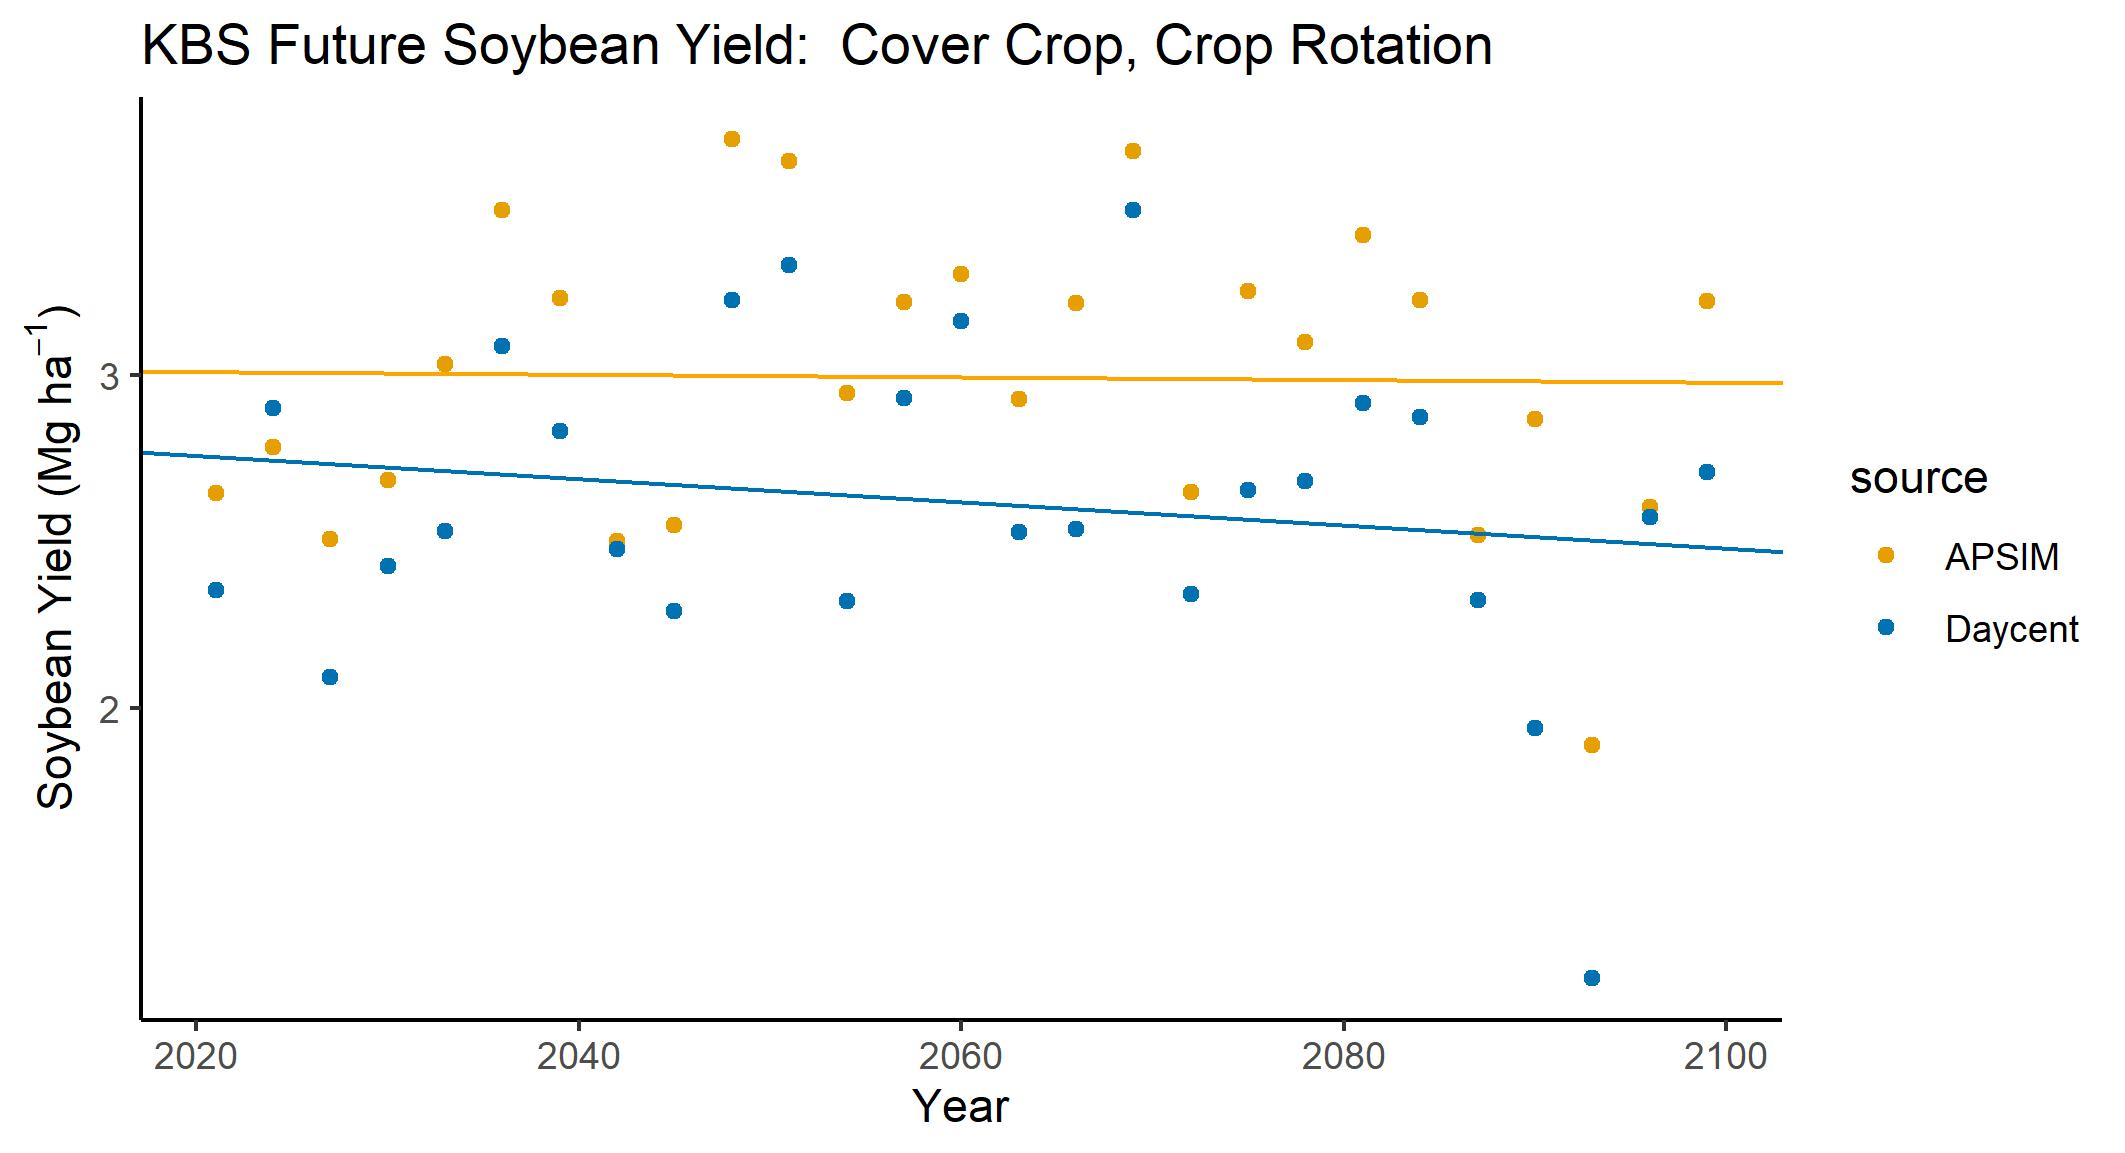 KBS Future Soybean Yield:  Cover Crop, Crop Rotation
Soybean Yield (Mg ha⁻¹)
3
2
2020 2040 2060 2080 2100
Year
source
APSIM
Daycent